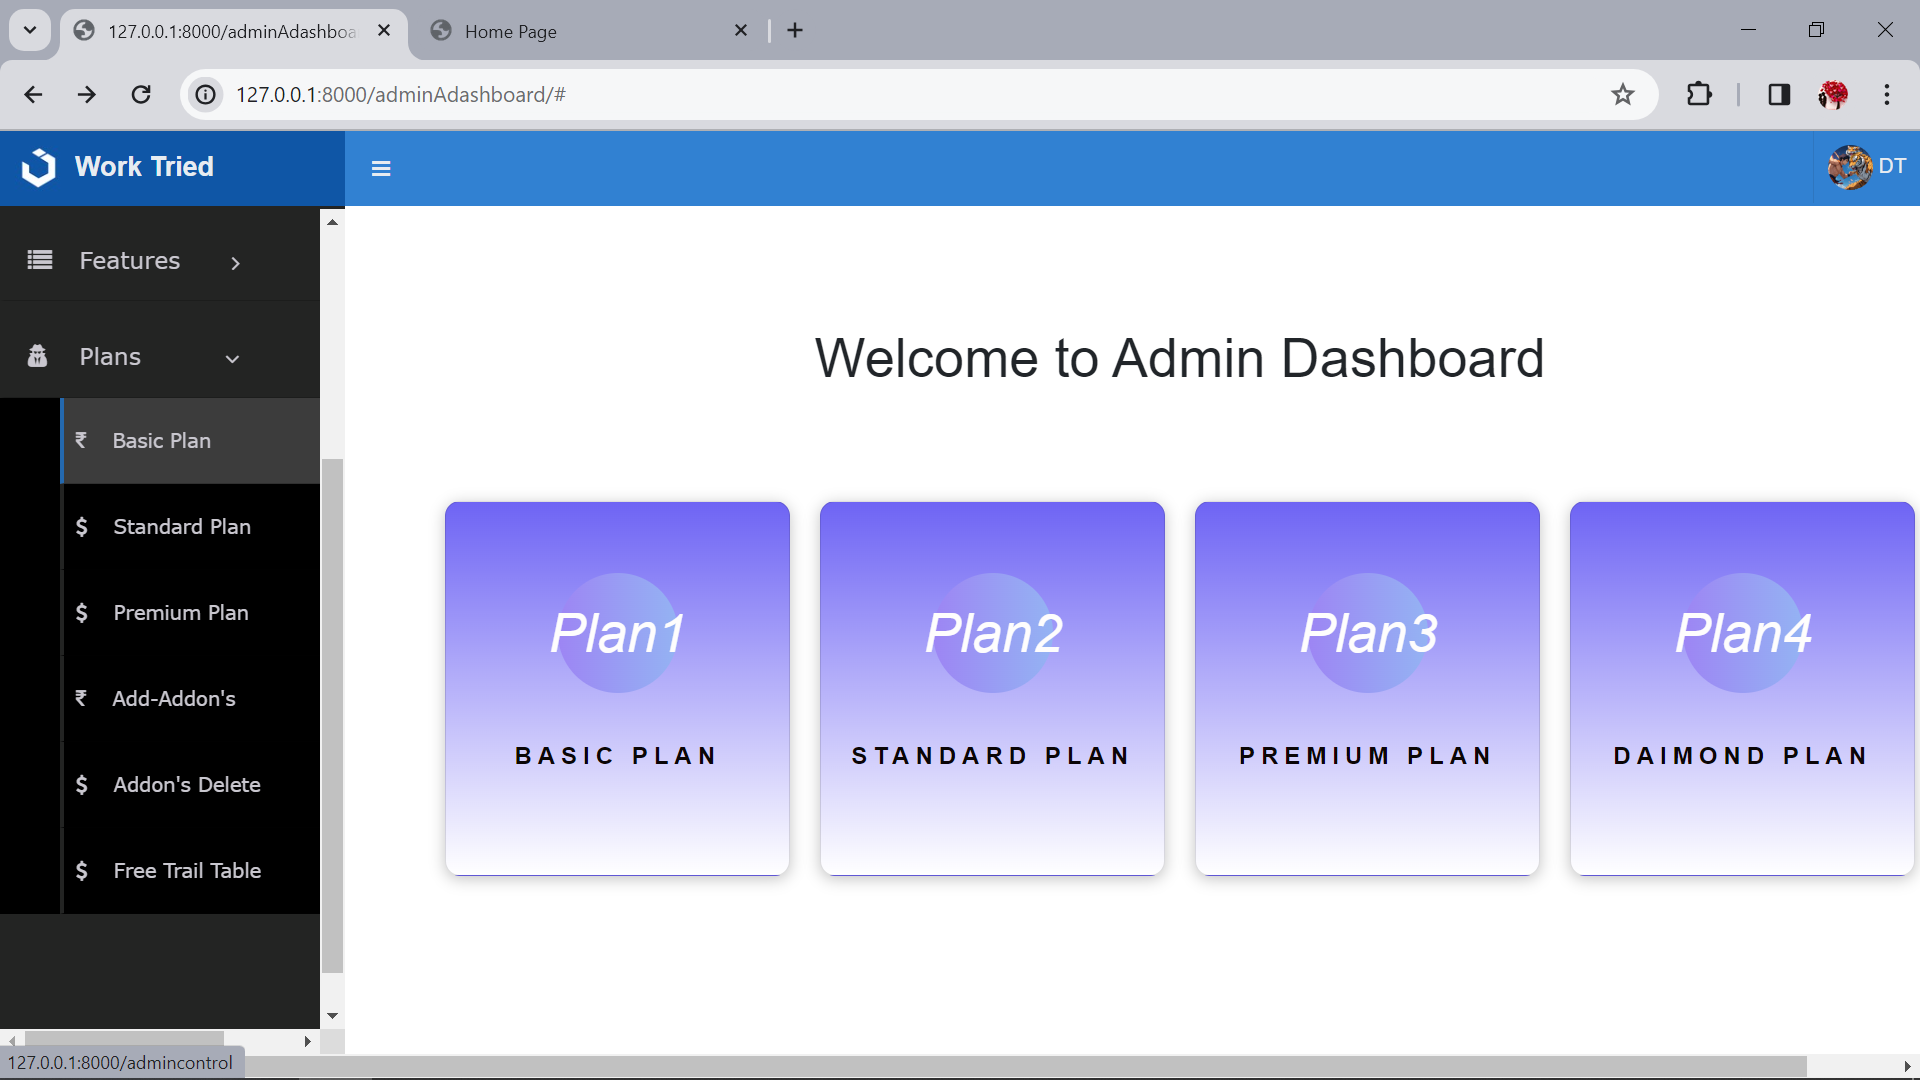 127.0.0.1:8000/adminAdashboa
Home Page
127.0.0.1:8000/adminAdashboard/#
Work Tried
DT
Features
Plans
₹ Basic Plan
$ Standard Plan
$ Premium Plan
₹ Add-Addon's
$ Addon's Delete
$ Free Trail Table
Welcome to Admin Dashboard
Plan1
BASIC PLAN
Plan2
STANDARD PLAN
Plan3
PREMIUM PLAN
Plan4
DAIMOND PLAN
127.0.0.1:8000/admincontrol